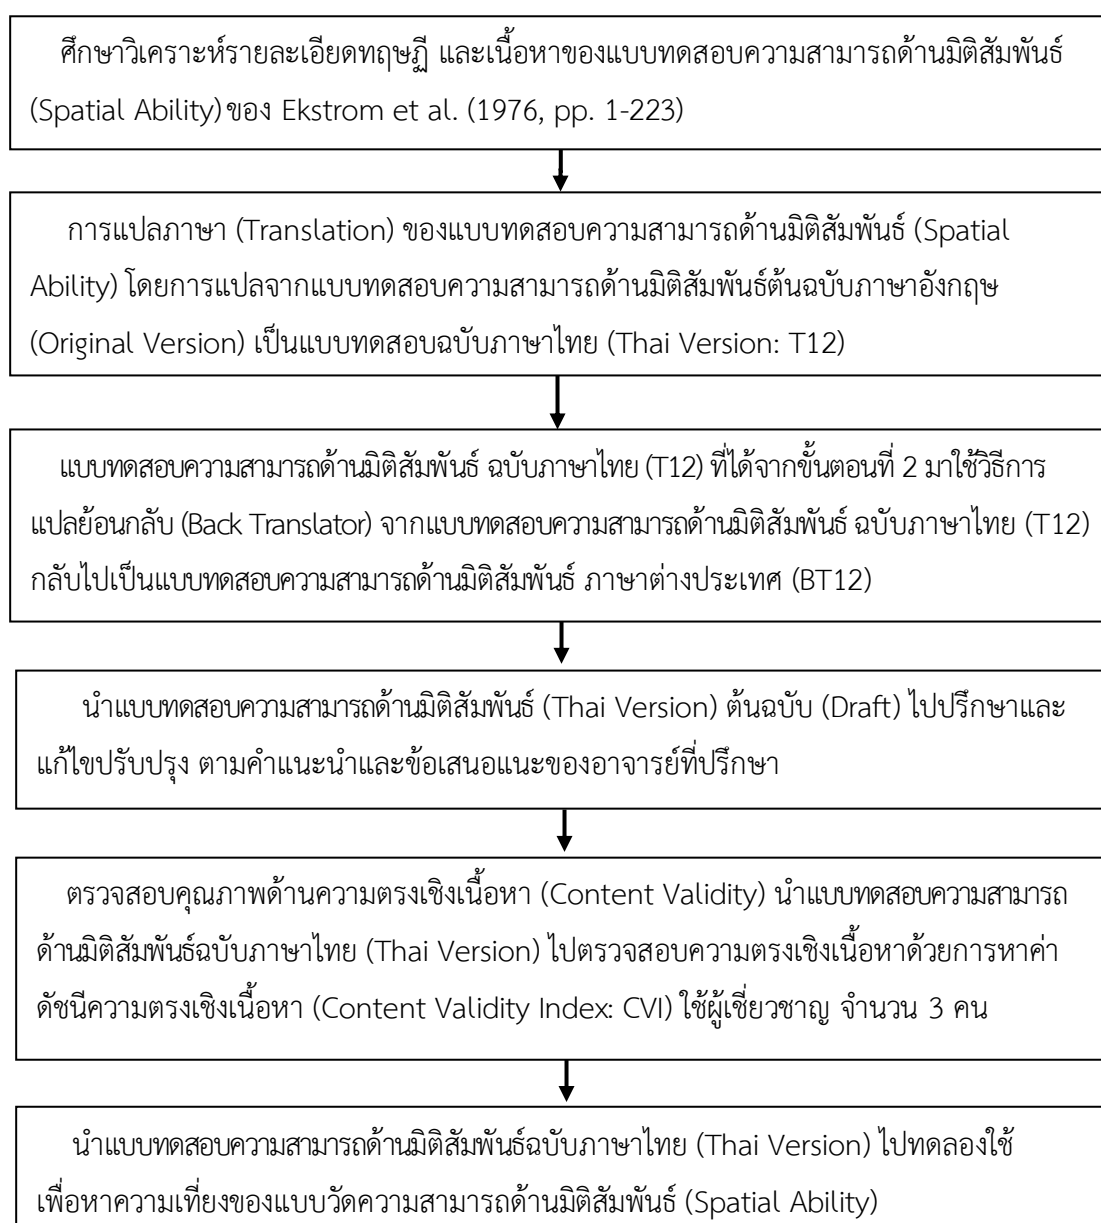 ศึกษาวิเคราะห์รายละเอียดทฤษฎี และเนื้อหาของแบบทดสอบความสามารถด้านมิติสัมพันธ์
(Spatial Ability) ของ Ekstrom et al. (1976, pp. 1-223)
การแปลภาษา (Translation) ของแบบทดสอบความสามารถด้านมิติสัมพันธ์ (Spatial
Ability) โดยการแปลจากแบบทดสอบความสามารถด้านมิติสัมพันธ์ต้นฉบับภาษาอังกฤษ
(Original Version) เป็นแบบทดสอบฉบับภาษาไทย (Thai Version: T12)
แบบทดสอบความสามารถด้านมิติสัมพันธ์ ฉบับภาษาไทย (T12) ที่ได้จากขั้นตอนที่ 2 มาใช้วิธีการ
แปลย้อนกลับ (Back Translator) จากแบบทดสอบความสามารถด้านมิติสัมพันธ์ ฉบับภาษาไทย (T12)
กลับไปเป็นแบบทดสอบความสามารถด้านมิติสัมพันธ์ ภาษาต่างประเทศ (BT12)
นำแบบทดสอบความสามารถด้านมิติสัมพันธ์ (Thai Version) ต้นฉบับ (Draft) ไปปรึกษาและ
แก้ไขปรับปรุง ตามคำแนะนำและข้อเสนอแนะของอาจารย์ที่ปรึกษา
ตรวจสอบคุณภาพด้านความตรงเชิงเนื้อหา (Content Validity) นำแบบทดสอบความสามารถ
ด้านมิติสัมพันธ์ฉบับภาษาไทย (Thai Version) ไปตรวจสอบความตรงเชิงเนื้อหาด้วยการหาค่า
ดัชนีความตรงเชิงเนื้อหา (Content Validity Index: CVI) ใช้ผู้เชี่ยวชาญ จำนวน 3 คน
นำแบบทดสอบความสามารถด้านมิติสัมพันธ์ฉบับภาษาไทย (Thai Version) ไปทดลองใช้
เพื่อหาความเที่ยงของแบบวัดความสามารถด้านมิติสัมพันธ์ (Spatial Ability)